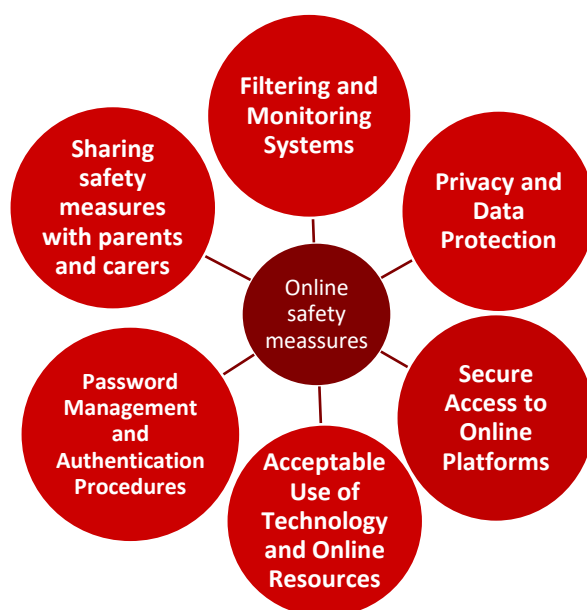 Filtering and
Monitoring
Systems
Sharing
safety
measures
with parents
and carers
Privacy and
Data
Protection
Online
safety
meassures
Password
Management
and
Authentication
Procedures
Secure
Access to
Online
Platforms
Acceptable
Use of
Technology
and Online
Resources